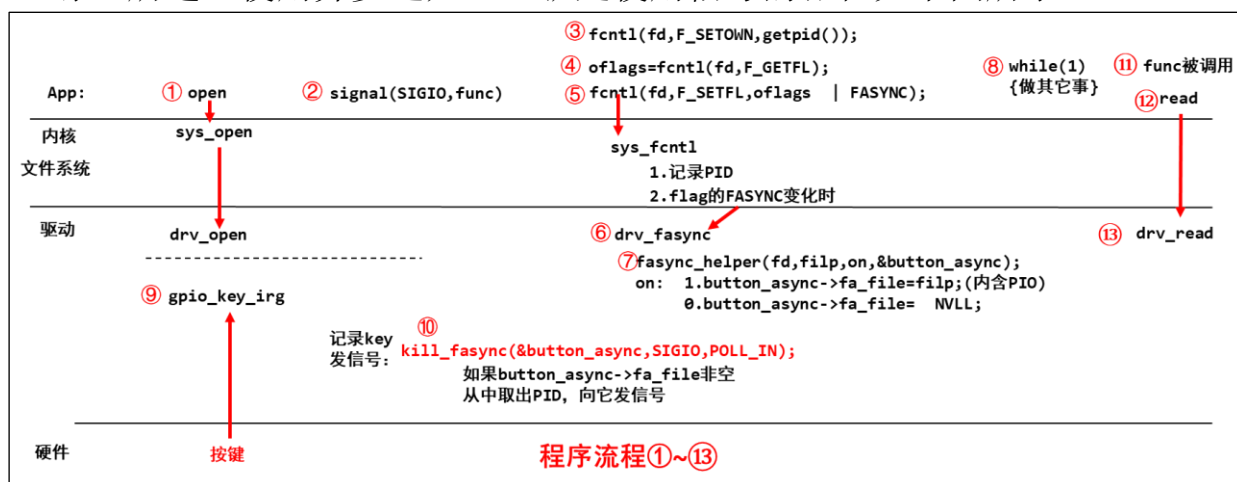 ③ fcntl(fd,F_SETOWN,getpid());
④ oflags=fcntl(fd,F_GETFL);
⑧ while(1)
⑪ func被调用
App:
① open
② signal(SIGIO,func)
⑤ fcntl(fd,F_SETFL,oflags | FASYNC);
{做其它事}
⑫ read
内核
sys_open
sys_fcntl
文件系统
1.记录PID
2.flag的FASYNC变化时
驱动
drv_open
⑥ drv_fasync
⑬ drv_read
⑦ fasync_helper(fd,filp,on,&button_async);
on: 1.button_async->fa_file=filp;(内含PIO)
0.button_async->fa_file= NVLL;
⑨ gpio_key_irg
⑩
记录key
发信号: kill_fasync(&button_async,SIGIO,POLL_IN);
如果button_async->fa_file非空
从中取出PID，向它发信号
硬件
按键
程序流程①~⑬